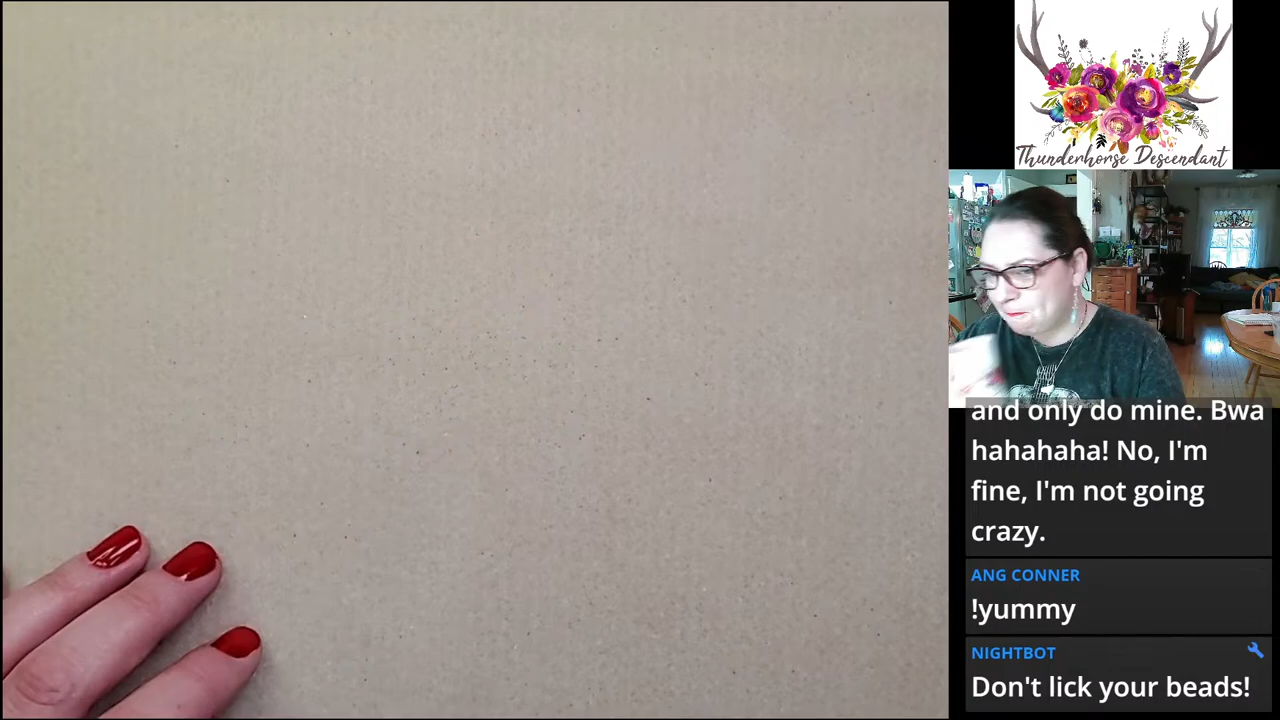 Thunderhorse Descendant
and only do mine. Bwa
hahahaha! No, I'm
fine, I'm not going
crazy.
ANG CONNER
!yummy
NIGHTBOT
Don't lick your beads!